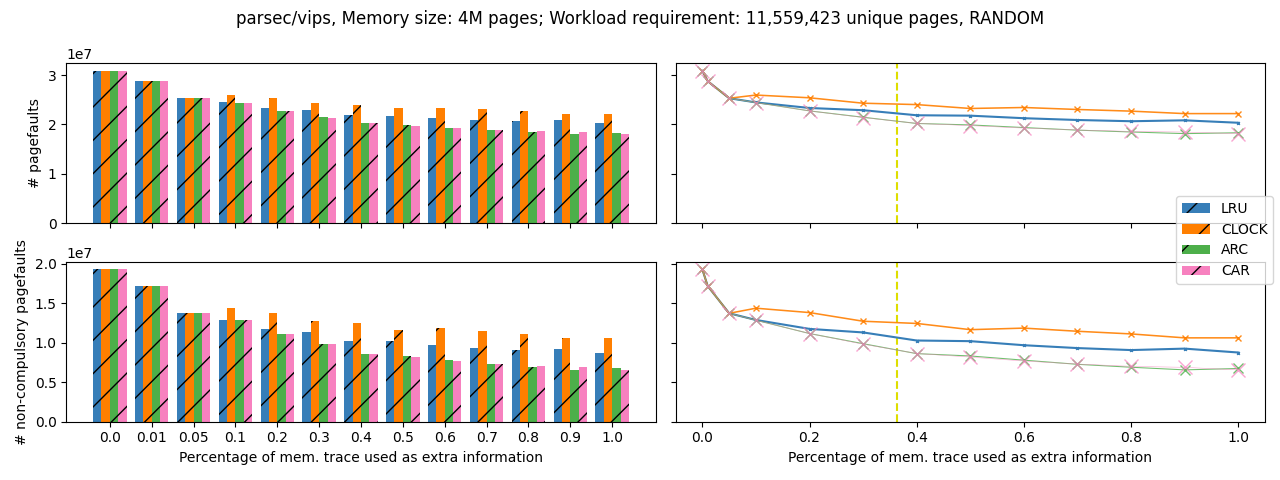 parsec/vips, Memory size: 4M pages; Workload requirement: 11,559,423 unique pages, RANDOM
1e7
3
2
1
0
# pagefaults
LRU
CLOCK
ARC
CAR
1e7
2.0
1.5
1.0
0.5
0.0
# non-compulsory pagefaults
0.0 0.01 0.05 0.1 0.2 0.3 0.4 0.5 0.6 0.7 0.8 0.9 1.0
Percentage of mem. trace used as extra information
0.0 0.2 0.4 0.6 0.8 1.0
Percentage of mem. trace used as extra information